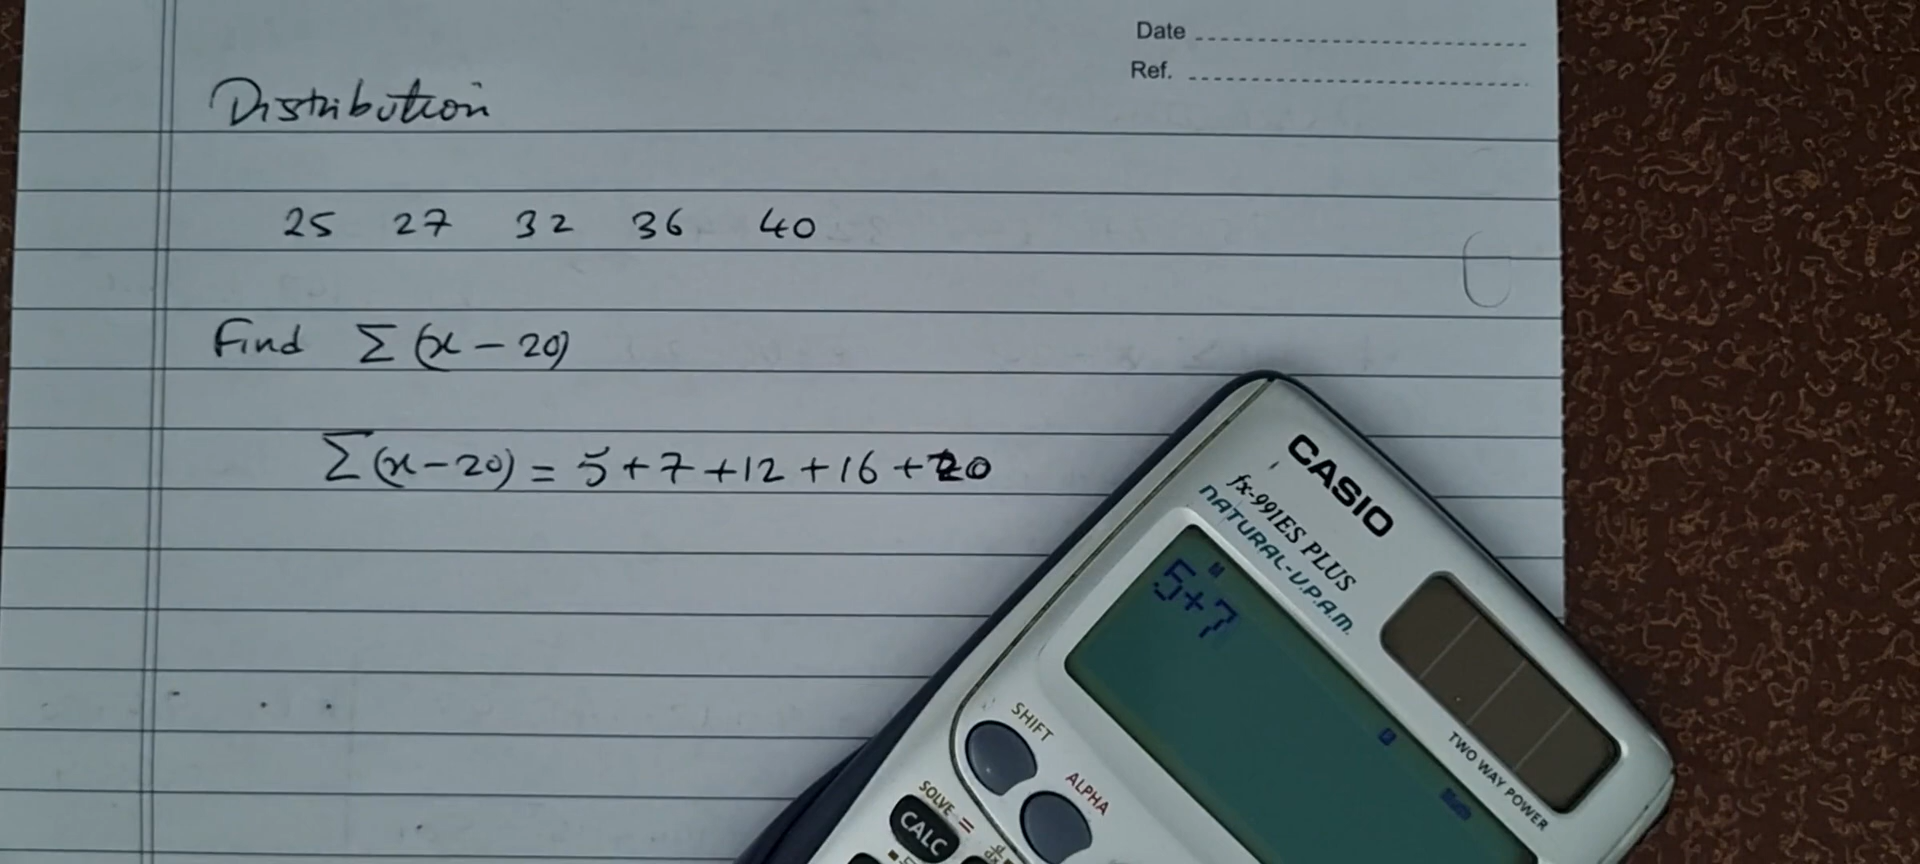 Date
Ref.
Distribution
25 27 32 36 40
Find Σ (x - 20)
Σ(x-20) = 5+7+12+16+20
CASIO
fx-991ES PLUS
NATURAL-V.P.A.M.
M
5+7
D
Math
TWO WAY POWER
SHIFT
ALPHA
SOLVE =
CALC